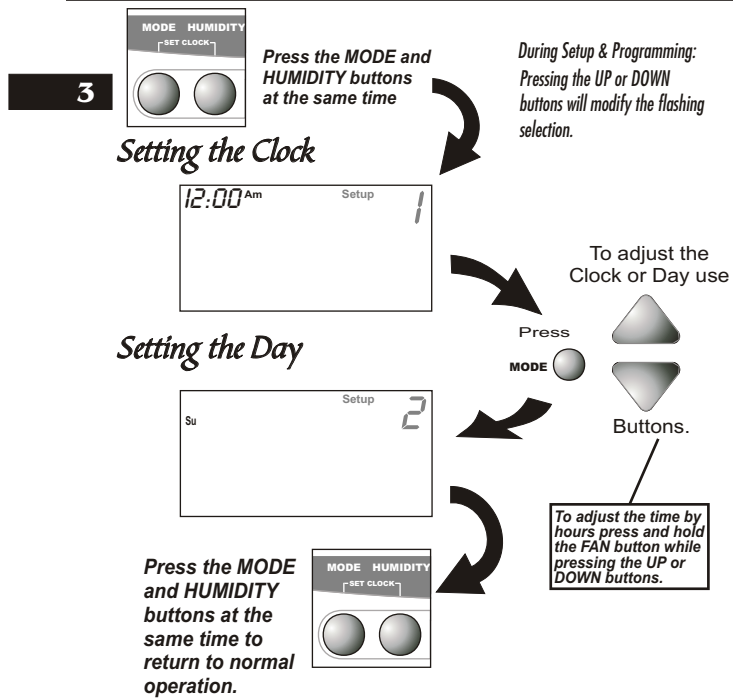 MODE HUMIDITY
SET CLOCK
Press the MODE and
HUMIDITY buttons
at the same time
During Setup & Programming:
Pressing the UP or DOWN
buttons will modify the flashing
selection.
3
Setting the Clock
12:00 Am Setup 1
To adjust the
Clock or Day use
Press
MODE
Buttons.
Setting the Day
Setup 2
Su
To adjust the time by
hours press and hold
the FAN button while
pressing the UP or
DOWN buttons.
Press the MODE
and HUMIDITY
buttons at the
same time to
return to normal
operation.
MODE HUMIDITY
SET CLOCK